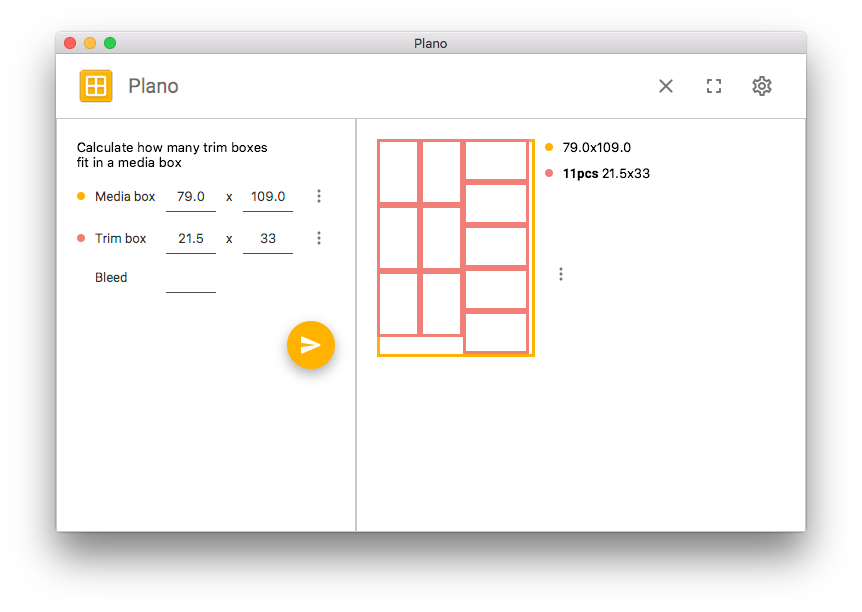 Plano
Plano
Calculate how many trim boxes
fit in a media box
Media box 79.0 x 109.0
Trim box 21.5 x 33
Bleed
79.0x109.0
11pcs 21.5x33